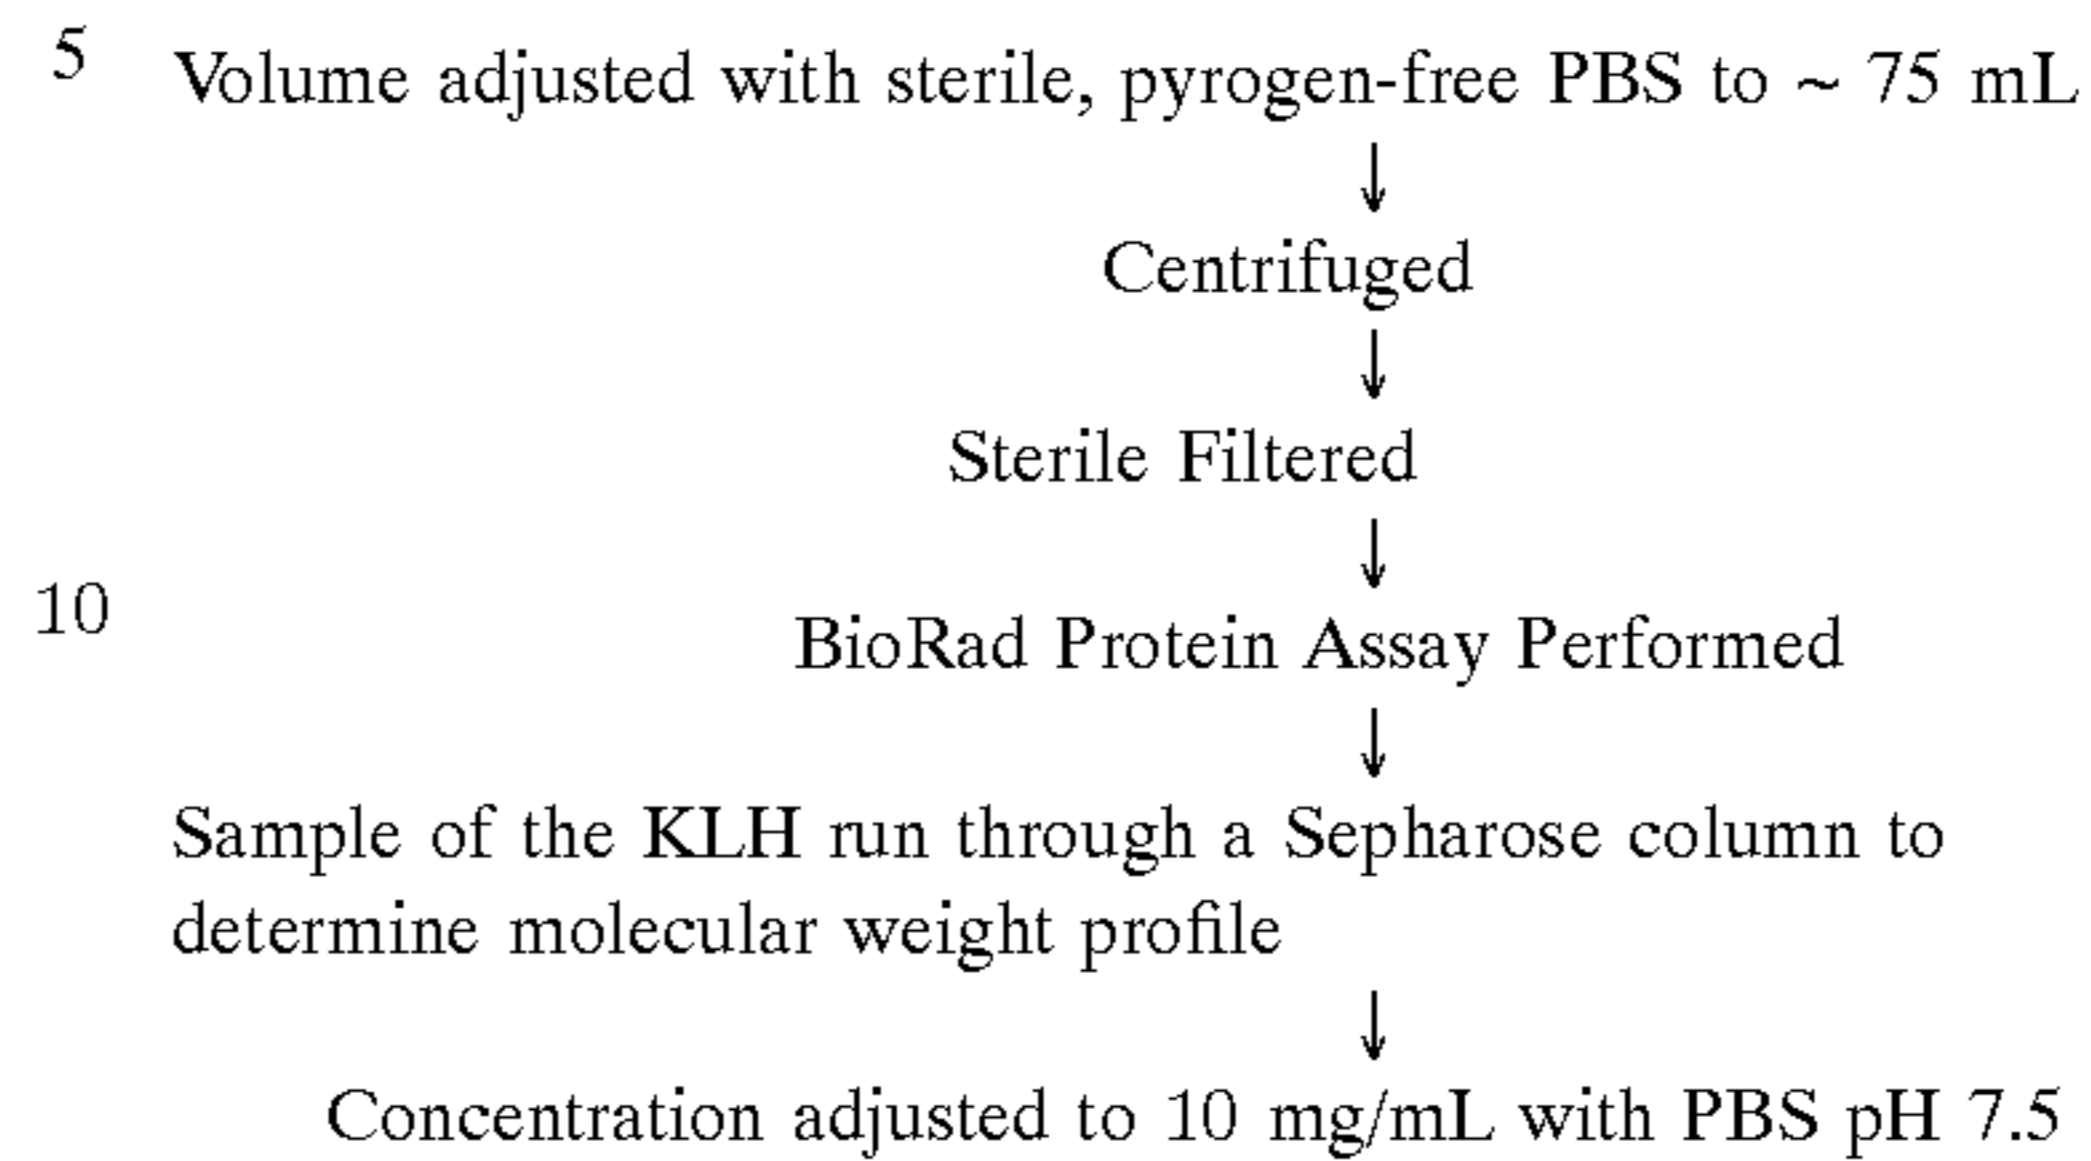 5 Volume adjusted with sterile, pyrogen-free PBS to ~ 75 mL
↓
Centrifuged
↓
Sterile Filtered
↓
10
BioRad Protein Assay Performed
↓
Sample of the KLH run through a Sepharose column to
determine molecular weight profile
↓
Concentration adjusted to 10 mg/mL with PBS pH 7.5